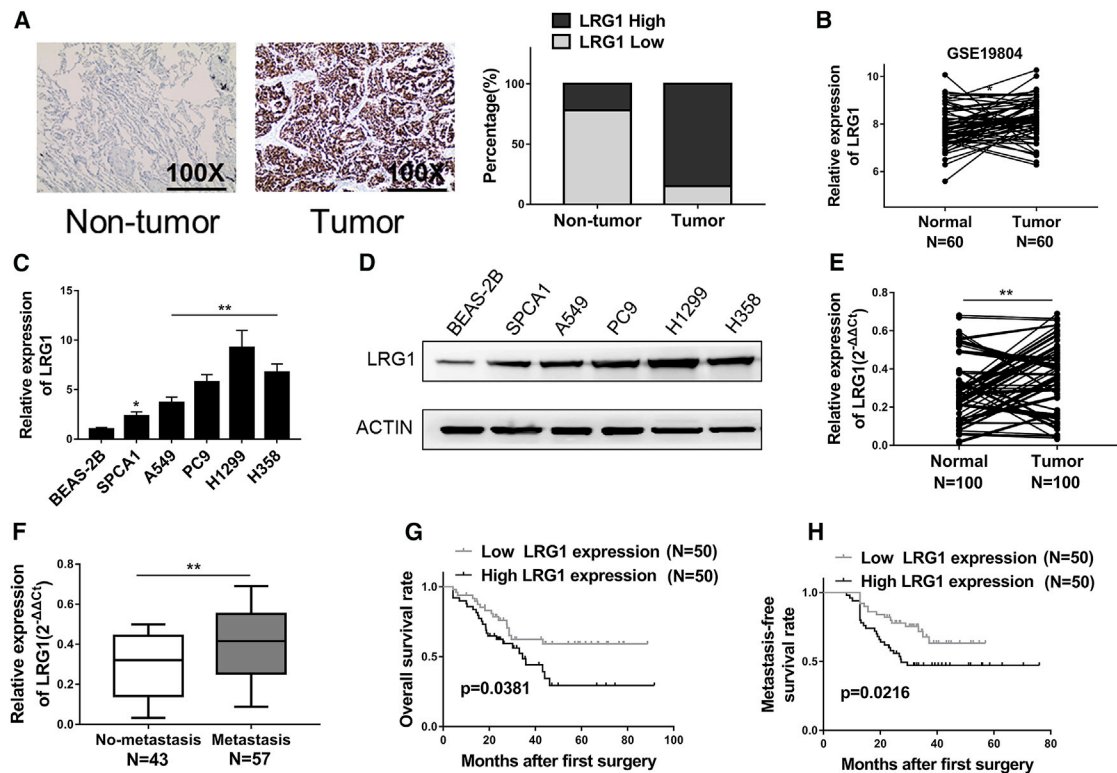 A
100X
Non-tumor
100X
Tumor
LRG1 High
LRG1 Low
Percentage(%)
100
50
0
Non-tumor
Tumor
B
GSE19804
Relative expression
of LRG1
10
8
6
*
Normal
N=60
Tumor
N=60
C
Relative expression
of LRG1
15
10
5
0
*
**
BEAS-2B
SPCA1
A549
PC9
H1299
H358
D
BEAS-2B
SPCA1
A549
PC9
H1299
H358
LRG1
ACTIN
E
Relative expression
of LRG1(2-ΔΔCt)
0.8
0.6
0.4
0.2
0.0
**
Normal
N=100
Tumor
N=100
F
Relative expression
of LRG1(2-ΔΔCt)
0.8
0.6
0.4
0.2
0.0
**
No-metastasis
N=43
Metastasis
N=57
G
Low LRG1 expression (N=50)
High LRG1 expression (N=50)
Overall survival rate
1.0
0.5
0.0
p=0.0381
0 20 40 60 80 100
Months after first surgery
H
Low LRG1 expression (N=50)
High LRG1 expression (N=50)
Metastasis-free
survival rate
1.0
0.5
0.0
p=0.0216
0 20 40 60 80
Months after first surgery